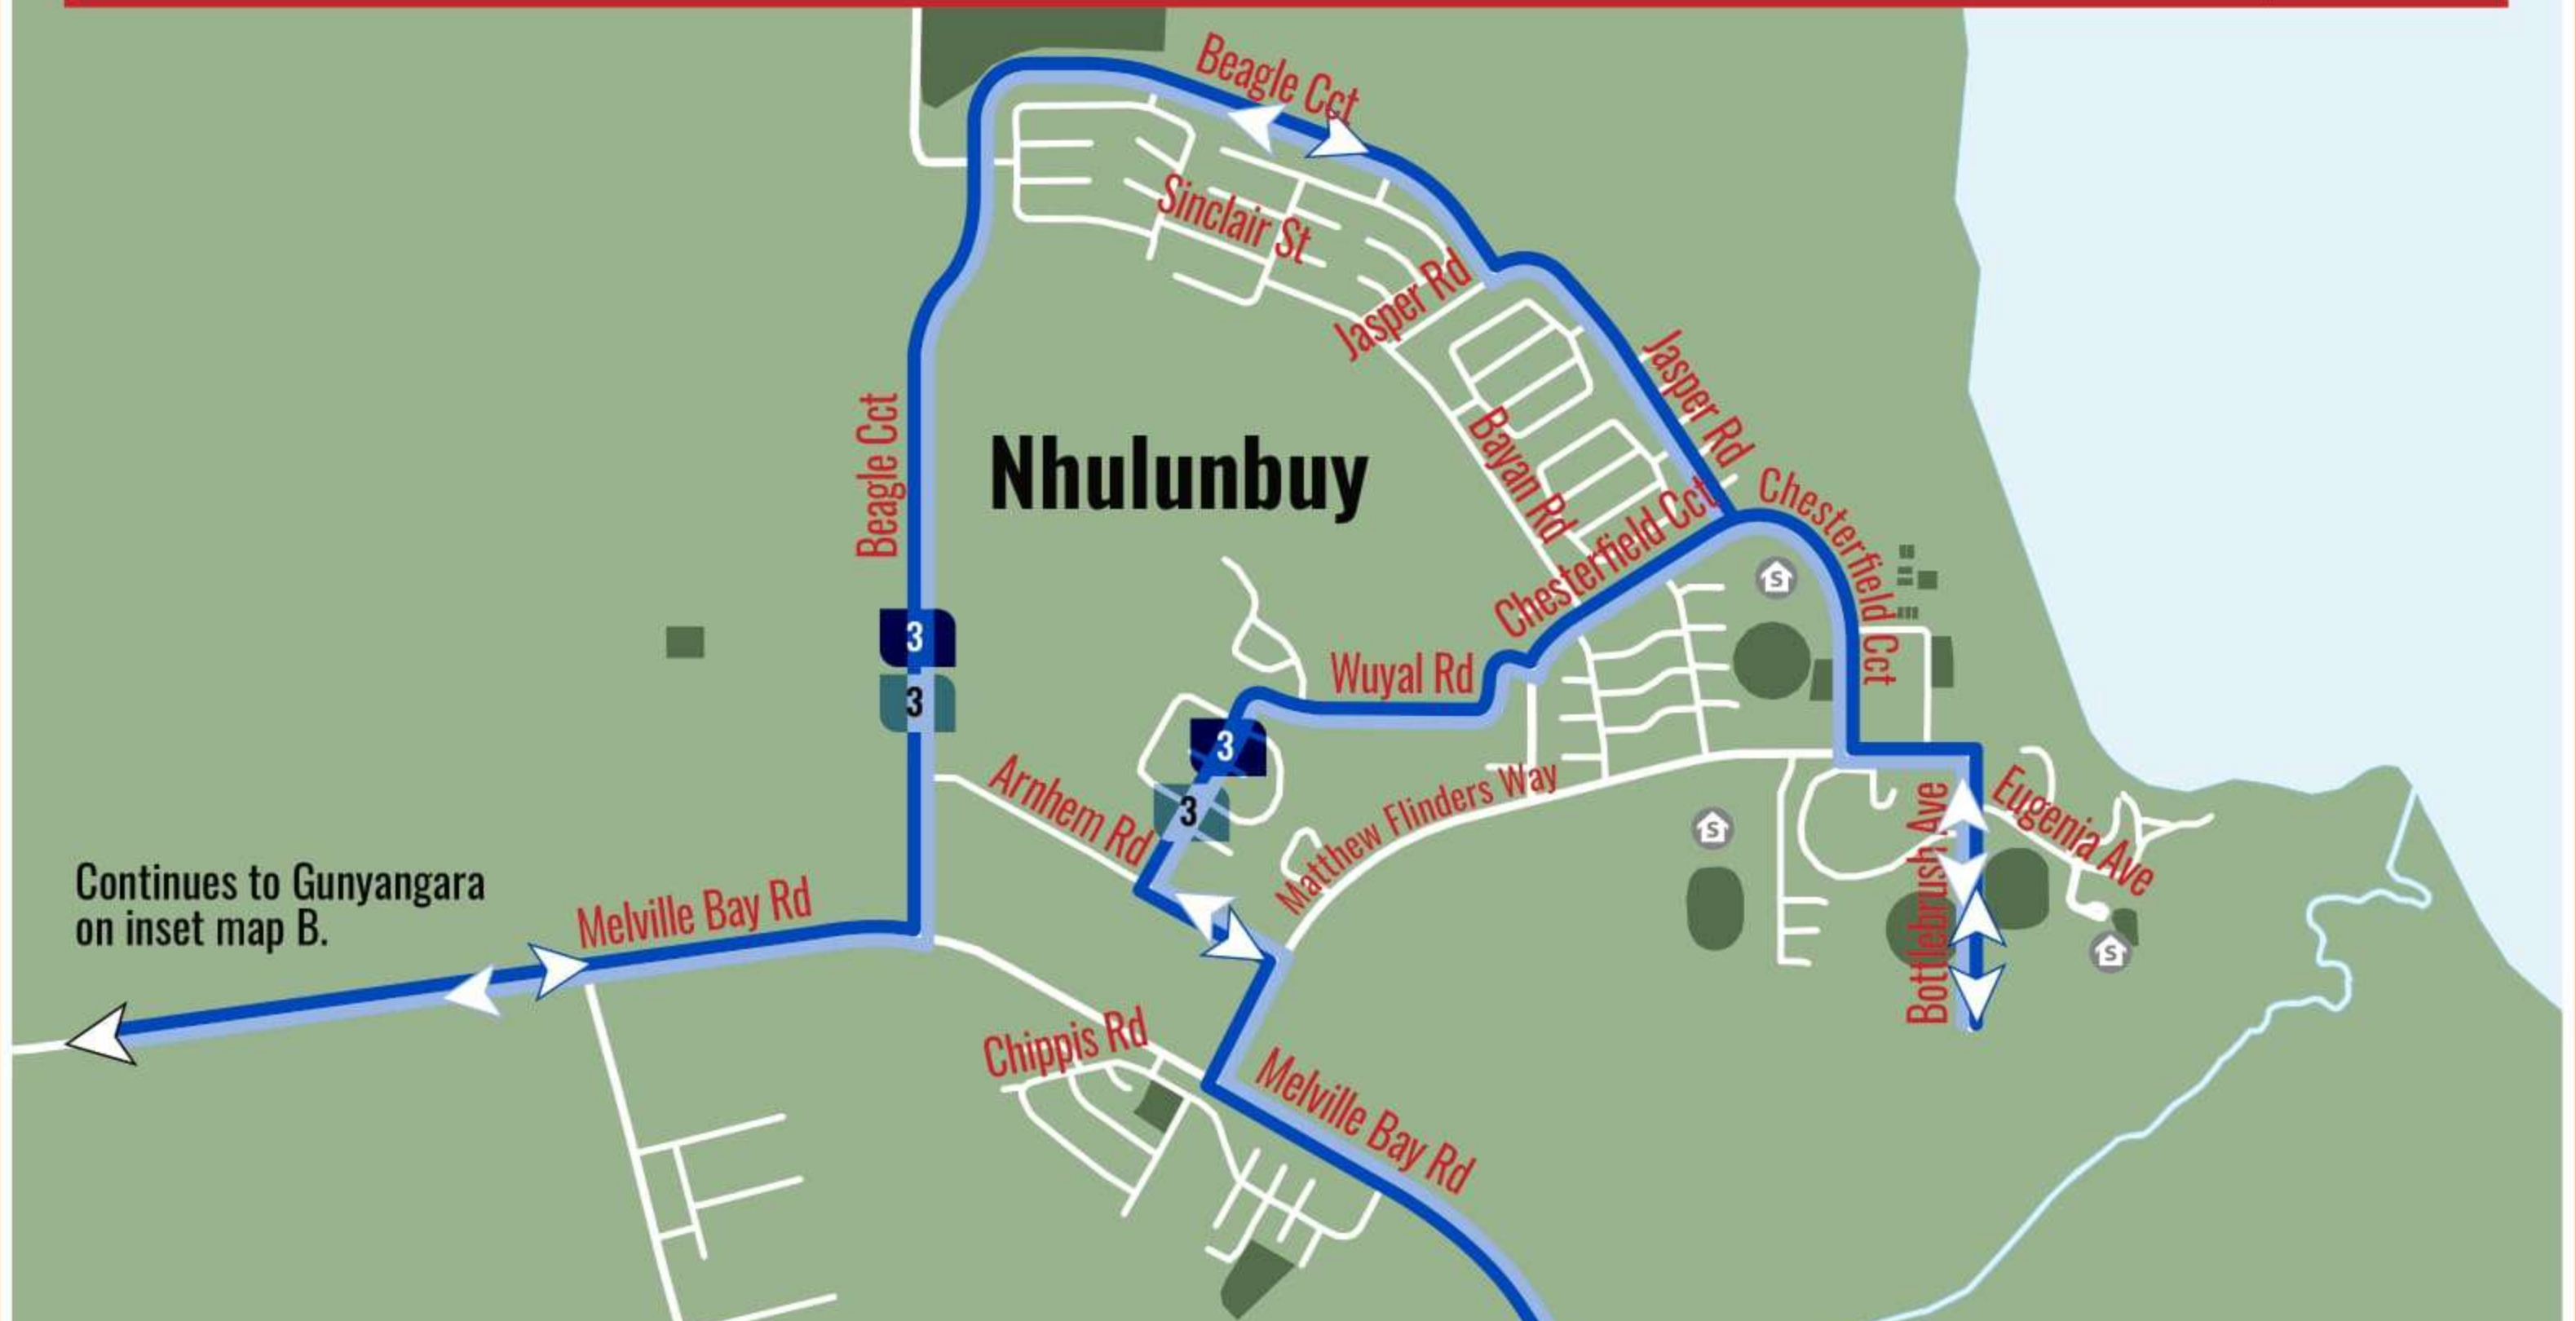 Beagle Cct
Sinclair St
Jasper Rd
Jasper Rd
Beagle Cct
Nhulunbuy
Bayan Rd
Chesterfield Cct
Chesterfield Cct
S
3
3
Wuyal Rd
3
3
Arnhem Rd
Matthew Flinders Way
S
Eugenia Ave
Bottlebrush Ave
S
Continues to Gunyangara
on inset map B.
Melville Bay Rd
Chippis Rd
Melville Bay Rd